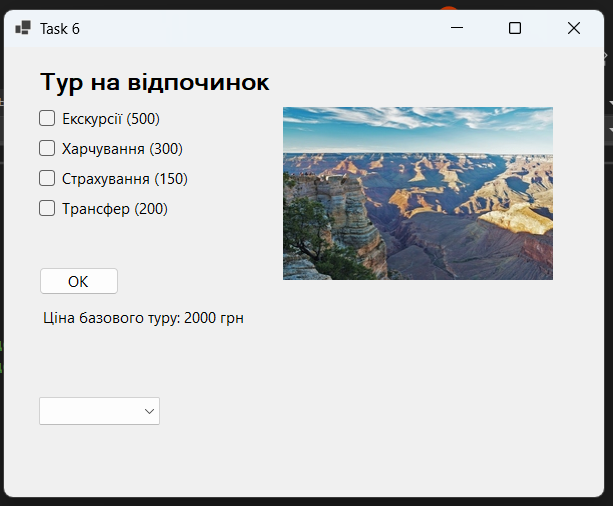 Task 6
Тур на відпочинок
Екскурсії (500)
Харчування (300)
Страхування (150)
Трансфер (200)
OK
Ціна базового туру: 2000 грн